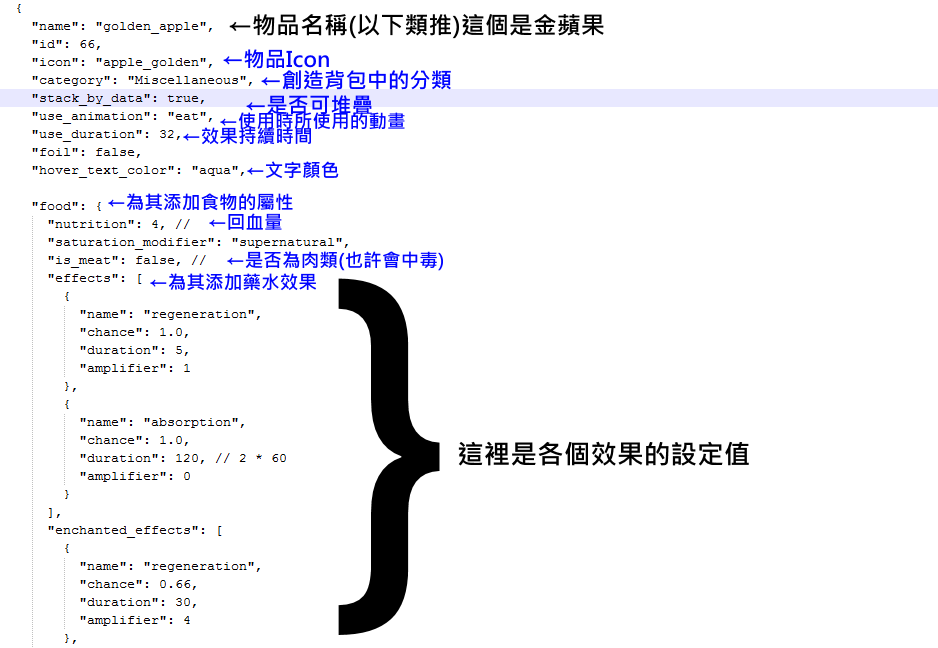 {
"name": "golden_apple", ←物品名稱(以下類推)這個是金蘋果
"id": 66,
"icon": "apple_golden", ←物品Icon
"category": "Miscellaneous", ←創造背包中的分類
"stack_by_data": true, ←是否可堆疊
"use_animation": "eat", ←使用時所使用的動畫
"use_duration": 32, ←效果持續時間
"foil": false,
"hover_text_color": "aqua", ←文字顏色
"food": { ←為其添加食物的屬性
"nutrition": 4, // ←回血量
"saturation_modifier": "supernatural",
"is_meat": false, // ←是否為肉類(也許會中毒)
"effects": [ ←為其添加藥水效果
{
"name": "regeneration",
"chance": 1.0,
"duration": 5,
"amplifier": 1
},
{
"name": "absorption",
"chance": 1.0,
"duration": 120, // 2 * 60
"amplifier": 0
}
],
"enchanted_effects": [
{
"name": "regeneration",
"chance": 0.66,
"duration": 30,
"amplifier": 4
},
} 這裡是各個效果的設定值